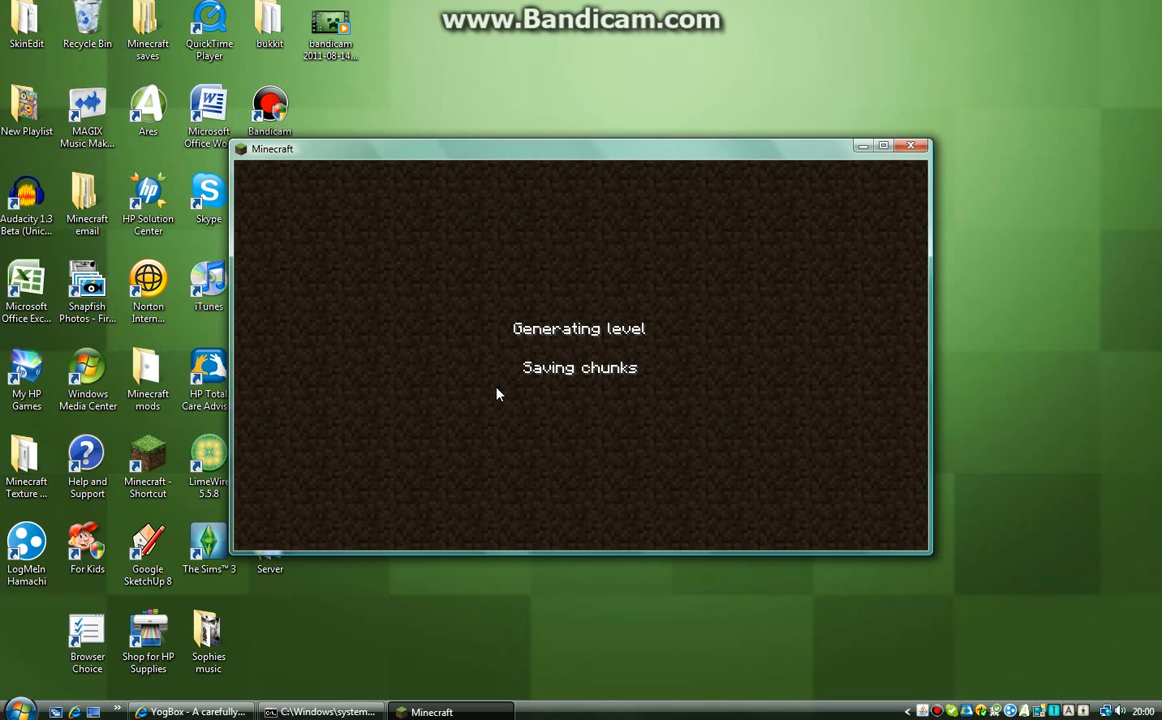 www.Bandicam.com
SkinEdit
Recycle Bin
Minecraft
saves
QuickTime
Player
bukkit
bandicam
2011-08-14...
New Playlist
MAGIX
Music Mak...
Ares
Microsoft
Office Wo
Bandicam
Minecraft
Audacity 1.3
Beta (Unic...
Minecraft
email
HP Solution
Center
Skype
Generating level
Saving chunks
Microsoft
Office Exc...
Snapfish
Photos - Fir...
Norton
Intern...
iTunes
My HP
Games
Windows
Media Center
Minecraft
mods
HP Total
Care Advis
Minecraft
Texture ...
Help and
Support
Minecraft -
Shortcut
LimeWire
5.5.8
LogMeIn
Hamachi
For Kids
Google
SketchUp 8
The Sims™ 3
Server
Browser
Choice
Shop for HP
Supplies
Sophies
music
YogBox - A carefully...
C:\Windows\system...
Minecraft
20:00